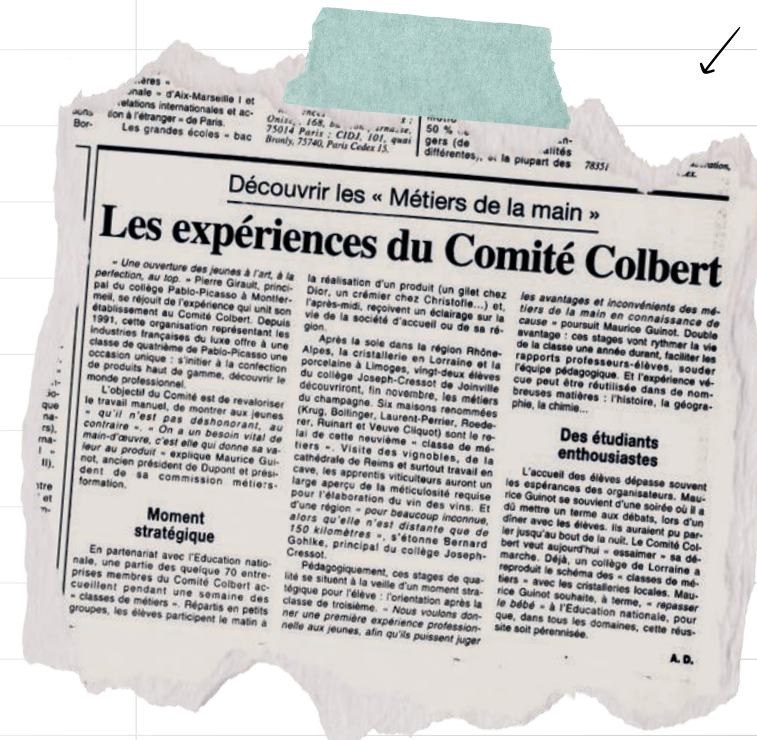 ères «
onale » d'Aix-Marseille I et
elations internationales et ac-
ion à l'étranger » de Paris.
Les grandes écoles « bac
Bor-
168,
75014 Paris : CIDJ, 101, quai
Branly, 75740, Paris Cedex 15.
50 %
gers (de
alités
différentes), et la plupart des
78351
Découvrir les « Métiers de la main »
Les expériences du Comité Colbert
« Une ouverture des jeunes à l'art, à la
perfection, au top. » Pierre Girault, princi-
pal du collège Pablo-Picasso à Montfer-
meil, se réjouit de l'expérience qui unit son
établissement au Comité Colbert. Depuis
1991, cette organisation représentant les
industries françaises du luxe offre à une
classe de quatrième de Pablo-Picasso une
occasion unique : s'initier à la confection
de produits haut de gamme, découvrir le
monde professionnel.
L'objectif du Comité est de revaloriser
le travail manuel, de montrer aux jeunes
« qu'il n'est pas déshonorant, au
contraire ». « On a un besoin vital de
main-d'œuvre, c'est elle qui donne sa va-
leur au produit » explique Maurice Gui-
not, ancien président de Dupont et prési-
dent de sa commission métiers-
formation.
Moment
stratégique
En partenariat avec l'Education natio-
nale, une partie des quelque 70 entre-
prises membres du Comité Colbert ac-
cueillent pendant une semaine des
« classes de métiers ». Répartis en petits
groupes, les élèves participent le matin à
la réalisation d'un produit (un gilet chez
Dior, un crémier chez Christofle...) et,
l'après-midi, reçoivent un éclairage sur la
vie de la société d'accueil ou de sa ré-
gion.
Après la soie dans la région Rhône-
Alpes, la cristallerie en Lorraine et la
porcelaine à Limoges, vingt-deux élèves
du collège Joseph-Cressot de Joinville
découvriront, fin novembre, les métiers
du champagne. Six maisons renommées
(Krug, Bollinger, Laurent-Perrier, Roede-
rer, Ruinart et Veuve Cliquot) sont le re-
lai de cette neuvième « classe de mé-
tiers ». Visite des vignobles, de la
cathédrale de Reims et surtout travail en
cave, les apprentis viticulteurs auront un
large aperçu de la méticulosité requise
pour l'élaboration du vin des vins. Et
d'une région « pour beaucoup inconnue,
alors qu'elle n'est distante que de
150 kilomètres », s'étonne Bernard
Gohlke, principal du collège Joseph-
Cressot.
Pédagogiquement, ces stages de qua-
lité se situent à la veille d'un moment stra-
tégique pour l'élève : l'orientation après la
classe de troisième. « Nous voulons don-
ner une première expérience profession-
nelle aux jeunes, afin qu'ils puissent juger
les avantages et inconvénients des mé-
tiers de la main en connaissance de
cause » poursuit Maurice Guinot. Double
avantage : ces stages vont rythmer la vie
de la classe une année durant, faciliter les
rapports professeurs-élèves, souder
l'équipe pédagogique. Et l'expérience vé-
cue peut être réutilisée dans de nom-
breuses matières : l'histoire, la géogra-
phie, la chimie...
Des étudiants
enthousiastes
L'accueil des élèves dépasse souvent
les espérances des organisateurs. Mau-
rice Guinot se souvient d'une soirée où il a
dû mettre un terme aux débats, lors d'un
dîner avec les élèves. Ils auraient pu par-
ler jusqu'au bout de la nuit. Le Comité Col-
bert veut aujourd'hui « essaimer » sa dé-
marche. Déjà, un collège de Lorraine a
reproduit le schéma des « classes de mé-
tiers » avec les cristalleries locales. Mau-
rice Guinot souhaite, à terme, « repasser
le bébé » à l'Education nationale, pour
que, dans tous les domaines, cette réus-
site soit pérennisée.
A. D.